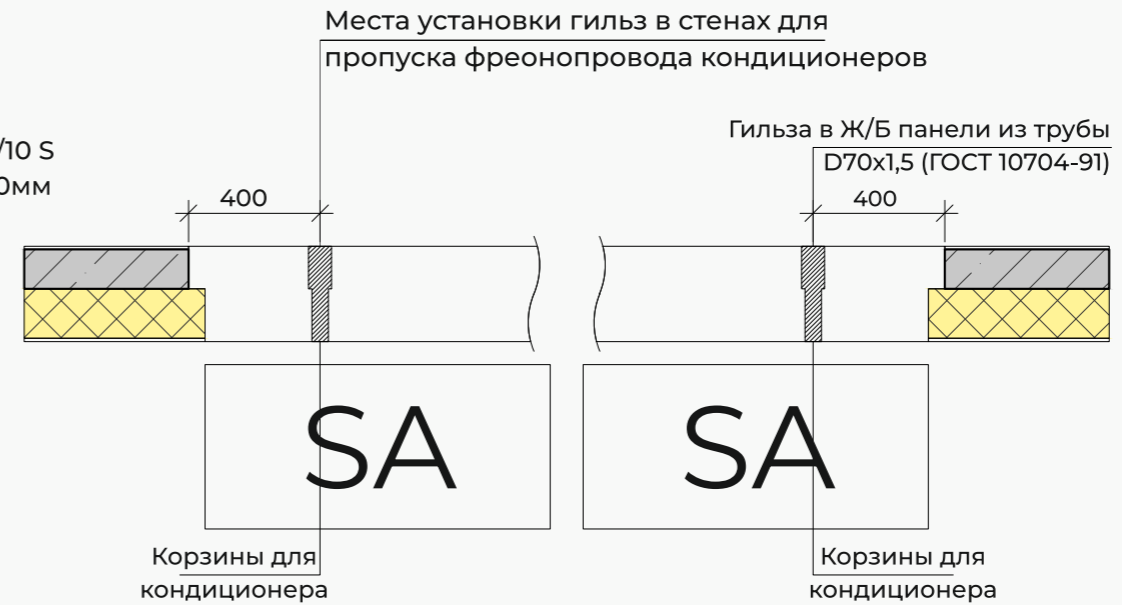 Места установки гильз в стенах для
пропуска фреонопровода кондиционеров
Гильза в Ж/Б панели из трубы
D70x1,5 (ГОСТ 10704-91)
/10 S
0мм
400
400
SA
SA
Корзины для
кондиционера
Корзины для
кондиционера